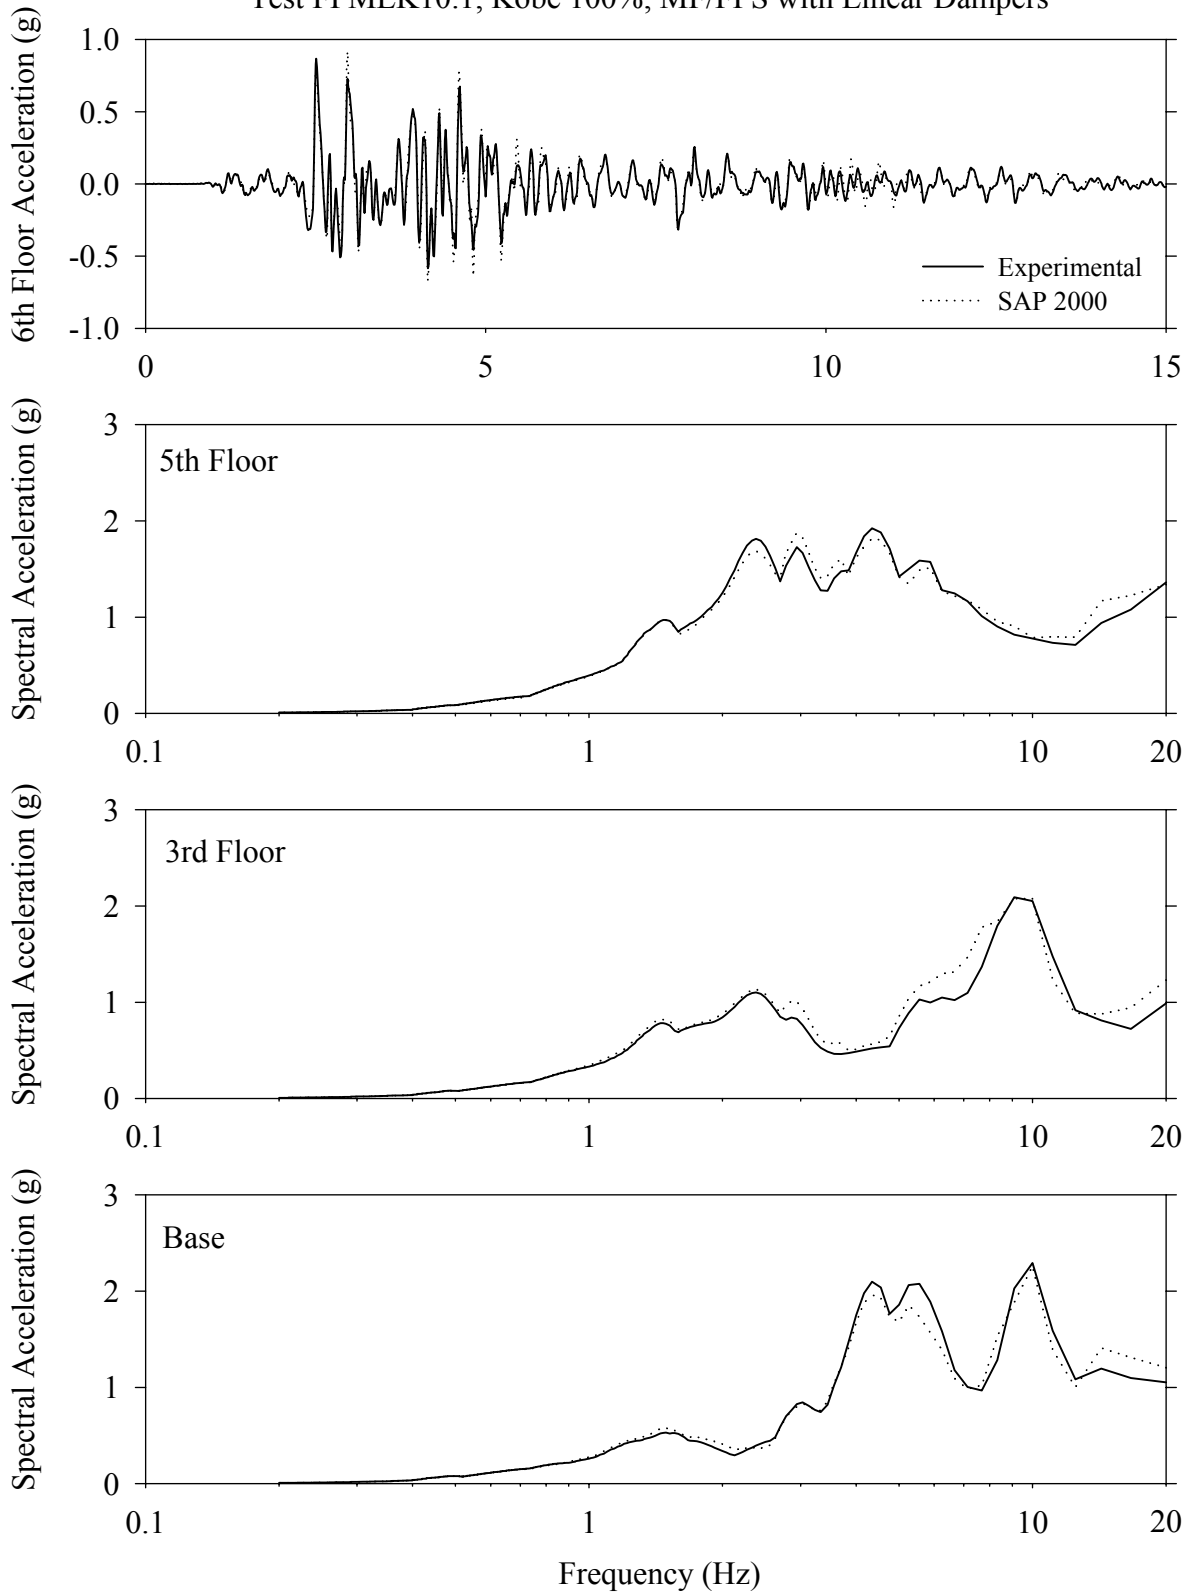 Test FPMLR10.1, Kobe 100%, MF/FPS with Linear Dampers
6th Floor Acceleration (g)
1.0
0.5
0.0
-0.5
-1.0
Experimental
SAP 2000
0 5 10 15
Spectral Acceleration (g)
3
2
1
0
5th Floor
0.1 1 10 20
Spectral Acceleration (g)
3
2
1
0
3rd Floor
0.1 1 10 20
Spectral Acceleration (g)
3
2
1
0
Base
0.1 1 10 20
Frequency (Hz)